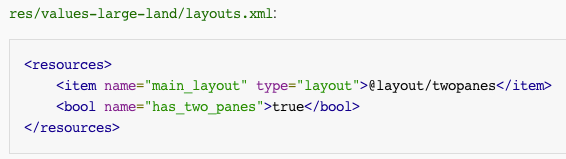 res/values-large-land/layouts.xml:
<resources>
    <item name="main_layout" type="layout">@layout/twopanes</item>
    <bool name="has_two_panes">true</bool>
</resources>